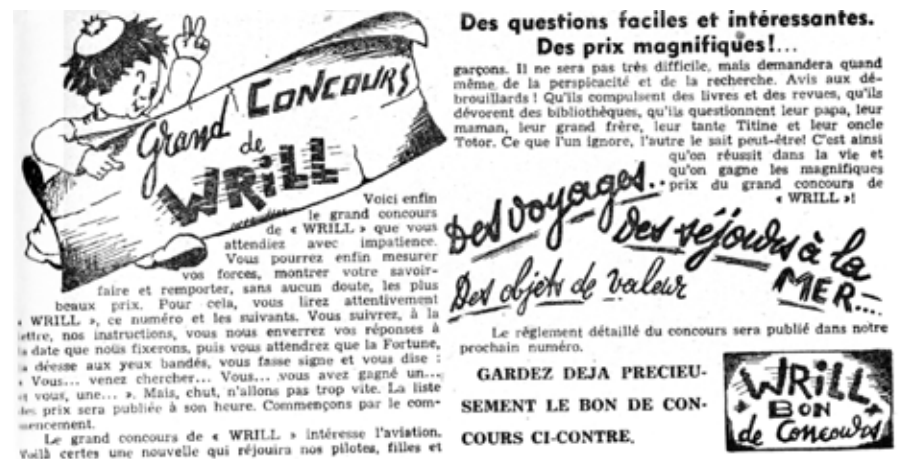 Grand CONCOURS
de
WRILL
Voici enfin
le grand concours
de « WRILL » que vous
attendiez avec impatience.
Vous pourrez enfin mesurer
vos forces, montrer votre savoir-
faire et remporter, sans aucun doute, les plus
beaux prix. Pour cela, vous lirez attentivement
« WRILL », ce numéro et les suivants. Vous suivrez, à la
lettre, nos instructions, vous nous enverrez vos réponses à
la date que nous fixerons, puis vous attendrez que la Fortune,
la déesse aux yeux bandés, vous fasse signe et vous dise :
« Vous... venez chercher... Vous... vous avez gagné un...
et vous, une... ». Mais, chut, n'allons pas trop vite. La liste
des prix sera publiée à son heure. Commençons par le com-
mencement.
Le grand concours de « WRILL » intéresse l'aviation.
Voilà certes une nouvelle qui réjouira nos pilotes, filles et
Des questions faciles et intéressantes.
Des prix magnifiques!...
garçons. Il ne sera pas très difficile, mais demandera quand
même de la perspicacité et de la recherche. Avis aux dé-
brouillards ! Qu'ils compulsent des livres et des revues, qu'ils
dévorent des bibliothèques, qu'ils questionnent leur papa, leur
maman, leur grand frère, leur tante Titine et leur oncle
Totor. Ce que l'un ignore, l'autre le sait peut-être! C'est ainsi
qu'on réussit dans la vie et
qu'on gagne les magnifiques
prix du grand concours de
« WRILL »!
Des voyages..
Des séjours à la
MER...
Des objets de valeur
Le règlement détaillé du concours sera publié dans notre
prochain numéro.
GARDEZ DEJA PRECIEU-
SEMENT LE BON DE CON-
COURS CI-CONTRE.
WRILL
BON
de Concours